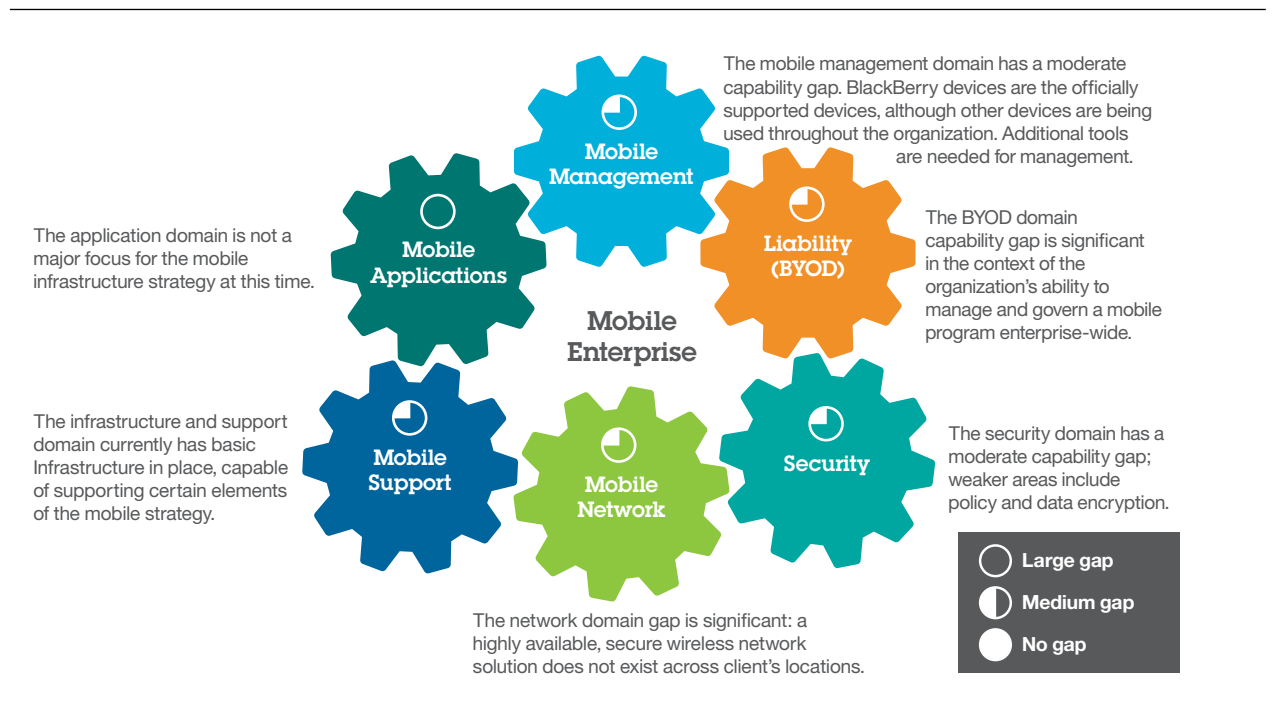 The mobile management domain has a moderate
capability gap. BlackBerry devices are the officially
supported devices, although other devices are being
used throughout the organization. Additional tools
are needed for management.
Mobile
Management
Mobile
Applications
The application domain is not a
major focus for the mobile
infrastructure strategy at this time.
Liability
(BYOD)
The BYOD domain
capability gap is significant
in the context of the
organization's ability to
manage and govern a mobile
program enterprise-wide.
Mobile
Enterprise
The infrastructure and support
domain currently has basic
Infrastructure in place, capable
of supporting certain elements
of the mobile strategy.
Mobile
Support
Mobile
Network
Security
The security domain has a
moderate capability gap;
weaker areas include
policy and data encryption.
The network domain gap is significant: a
highly available, secure wireless network
solution does not exist across client's locations.
Large gap
Medium gap
No gap